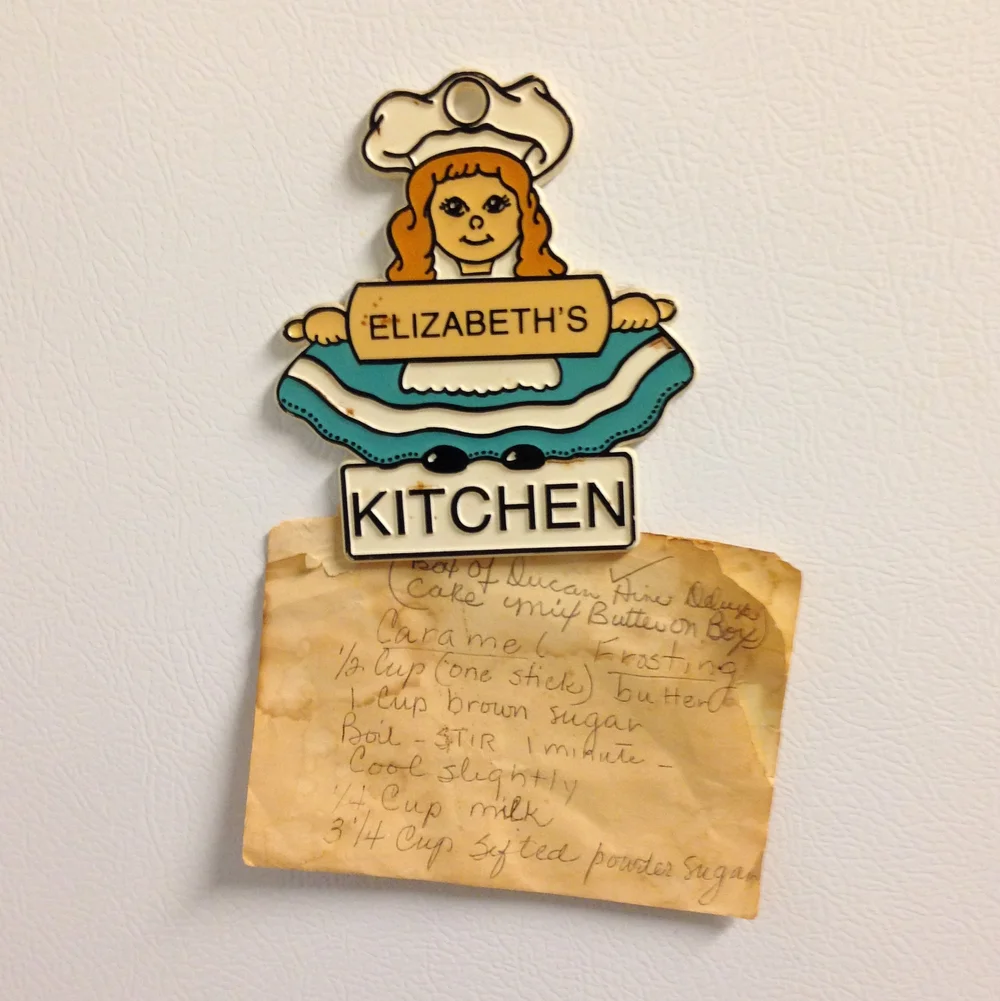 ELIZABETH'S
KITCHEN
(Box of Ducan Hine Deluxe
Cake mix Butter on Box)
Caramel Frosting
1/2 Cup (one stick) butter
1 Cup brown sugar
Boil - STIR 1 minute -
Cool slightly
1/4 Cup milk
3 1/4 Cup Sifted powder sugar